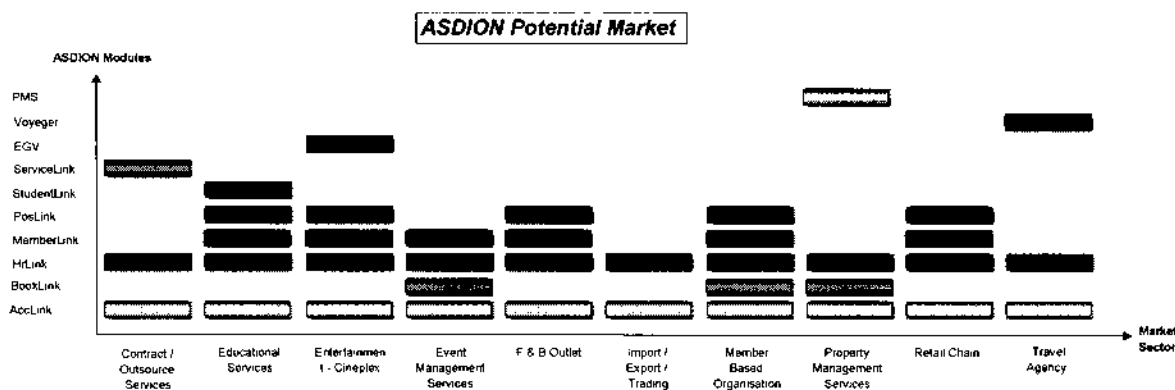 ASDION Potential Market
ASDION Modules
PMS
Voyeger
EGV
ServiceLink
StudentLink
PosLink
MemberLink
HrLink
BookLink
AccLink
Market
Sector
Contract /
Outsource
Services
Educational
Services
Entertainmen
t - Cineplex
Event
Management
Services
F & B Outlet
Import /
Export /
Trading
Member
Based
Organisation
Property
Management
Services
Retail Chain
Travel
Agency